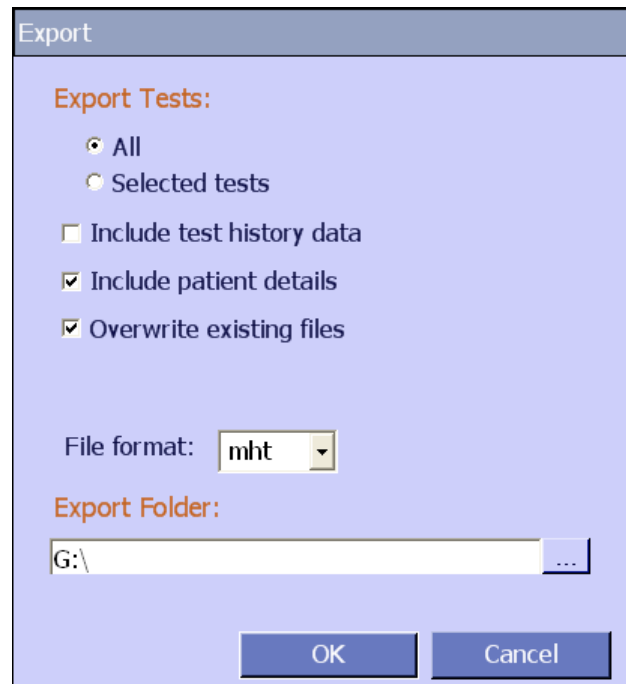 Export
Export Tests:
All
Selected tests
Include test history data
Include patient details
Overwrite existing files
File format: mht
Export Folder:
G:\ ...
OK Cancel